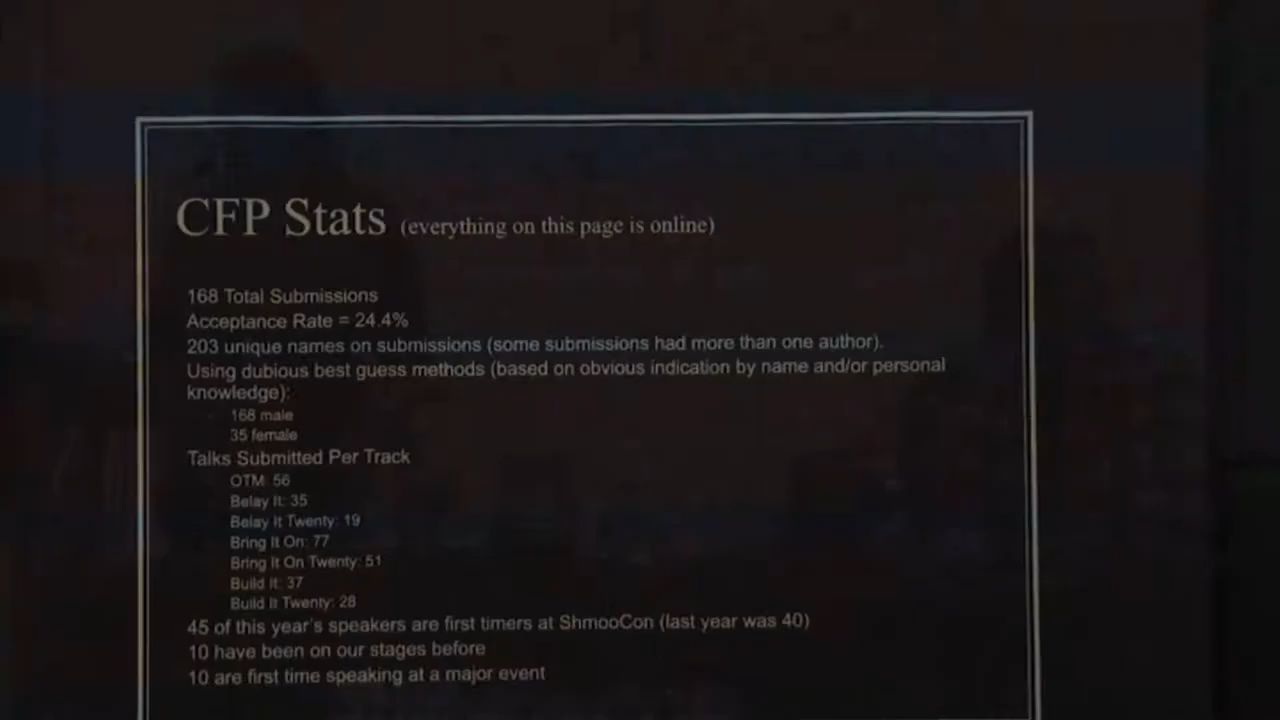 CFP Stats (everything on this page is online)
168 Total Submissions
Acceptance Rate = 24.4%
203 unique names on submissions (some submissions had more than one author).
Using dubious best guess methods (based on obvious indication by name and/or personal
knowledge):
168 male
35 female
Talks Submitted Per Track
OTM: 56
Belay It: 35
Belay It Twenty: 19
Bring It On: 77
Bring It On Twenty: 51
Build It: 37
Build It Twenty: 28
45 of this year's speakers are first timers at ShmooCon (last year was 40)
10 have been on our stages before
10 are first time speaking at a major event